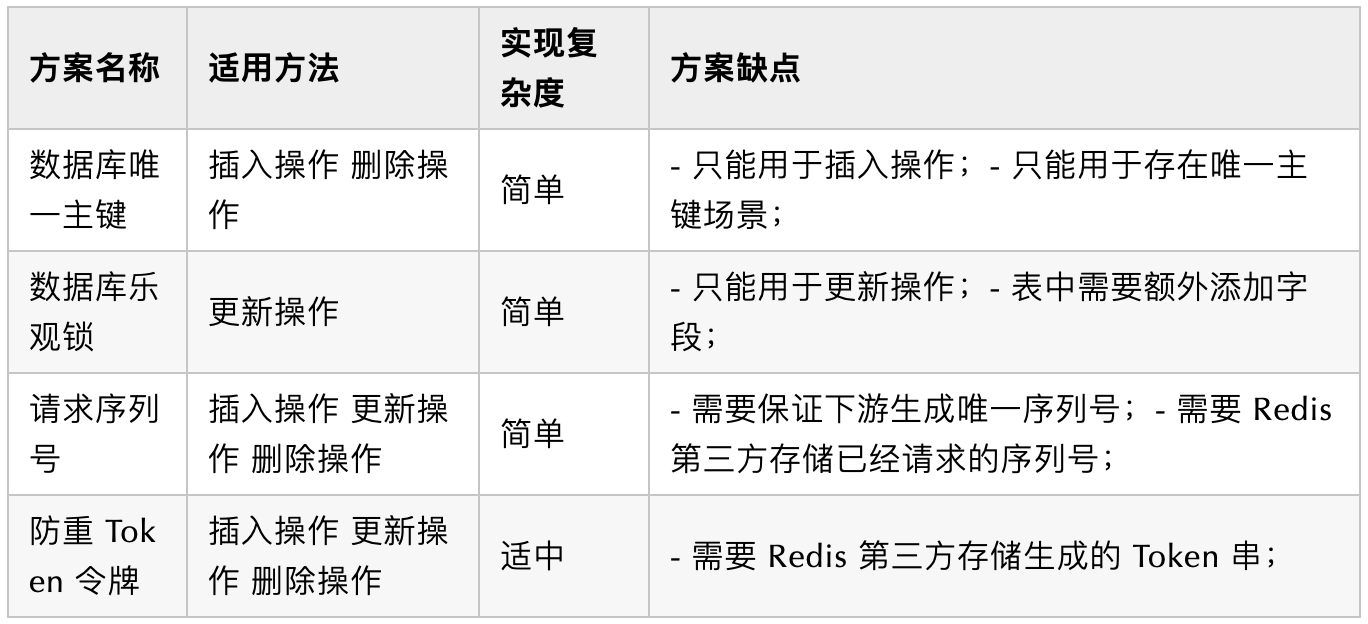 方案名称
适用方法
实现复
杂度
方案缺点
数据库唯
一主键
插入操作 删除操
作
简单
- 只能用于插入操作；- 只能用于存在唯一主
键场景；
数据库乐
观锁
更新操作
简单
- 只能用于更新操作；- 表中需要额外添加字
段；
请求序列
号
插入操作 更新操
作 删除操作
简单
- 需要保证下游生成唯一序列号；- 需要 Redis
第三方存储已经请求的序列号；
防重 Tok
en 令牌
插入操作 更新操
作 删除操作
适中
- 需要 Redis 第三方存储生成的 Token 串；